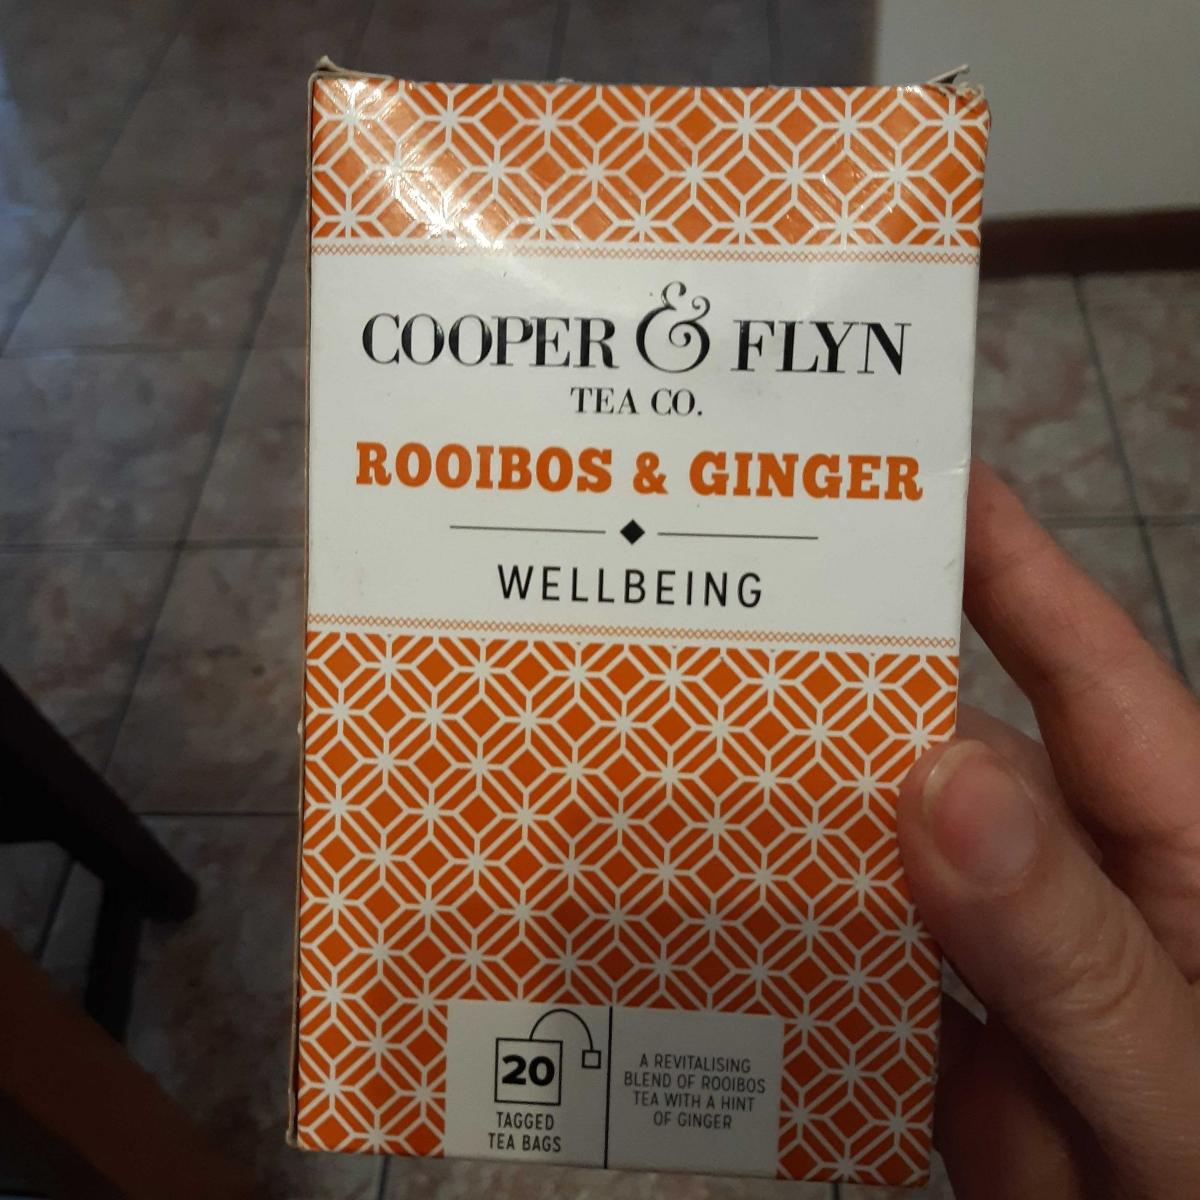 COOPER & FLYN
TEA CO.
ROOIBOS & GINGER
WELLBEING
20
TAGGED
TEA BAGS
A REVITALISING
BLEND OF ROOIBOS
TEA WITH A HINT
OF GINGER